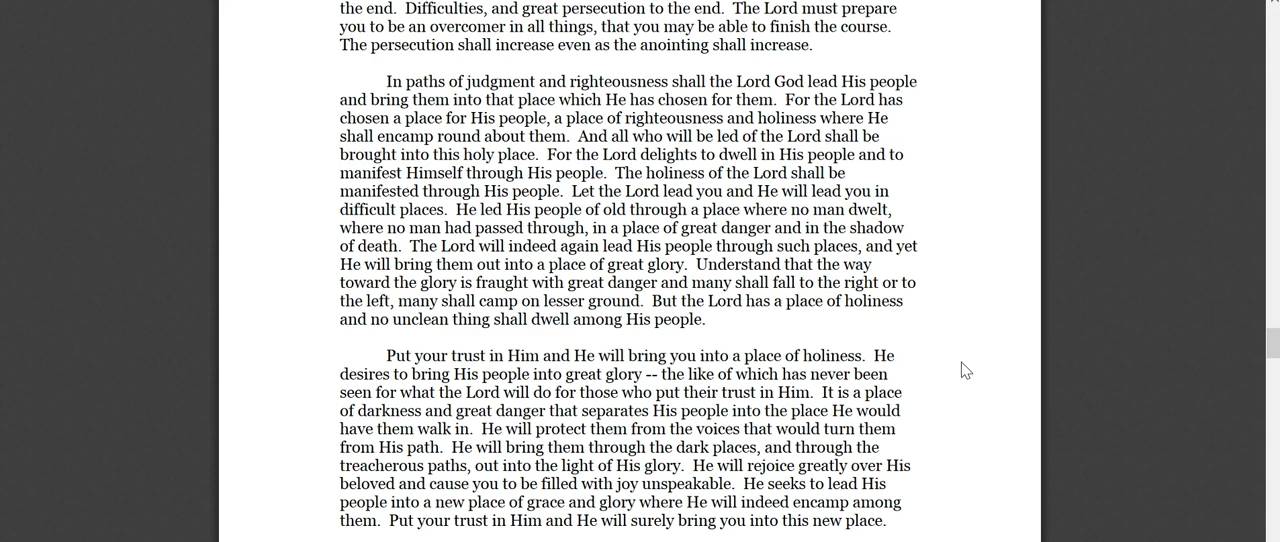 the end.  Difficulties, and great persecution to the end.  The Lord must prepare
you to be an overcomer in all things, that you may be able to finish the course.
The persecution shall increase even as the anointing shall increase.
In paths of judgment and righteousness shall the Lord God lead His people
and bring them into that place which He has chosen for them.  For the Lord has
chosen a place for His people, a place of righteousness and holiness where He
shall encamp round about them.  And all who will be led of the Lord shall be
brought into this holy place.  For the Lord delights to dwell in His people and to
manifest Himself through His people.  The holiness of the Lord shall be
manifested through His people.  Let the Lord lead you and He will lead you in
difficult places.  He led His people of old through a place where no man dwelt,
where no man had passed through, in a place of great danger and in the shadow
of death.  The Lord will indeed again lead His people through such places, and yet
He will bring them out into a place of great glory.  Understand that the way
toward the glory is fraught with great danger and many shall fall to the right or to
the left, many shall camp on lesser ground.  But the Lord has a place of holiness
and no unclean thing shall dwell among His people.
Put your trust in Him and He will bring you into a place of holiness.  He
desires to bring His people into great glory -- the like of which has never been
seen for what the Lord will do for those who put their trust in Him.  It is a place
of darkness and great danger that separates His people into the place He would
have them walk in.  He will protect them from the voices that would turn them
from His path.  He will bring them through the dark places, and through the
treacherous paths, out into the light of His glory.  He will rejoice greatly over His
beloved and cause you to be filled with joy unspeakable.  He seeks to lead His
people into a new place of grace and glory where He will indeed encamp among
them.  Put your trust in Him and He will surely bring you into this new place.